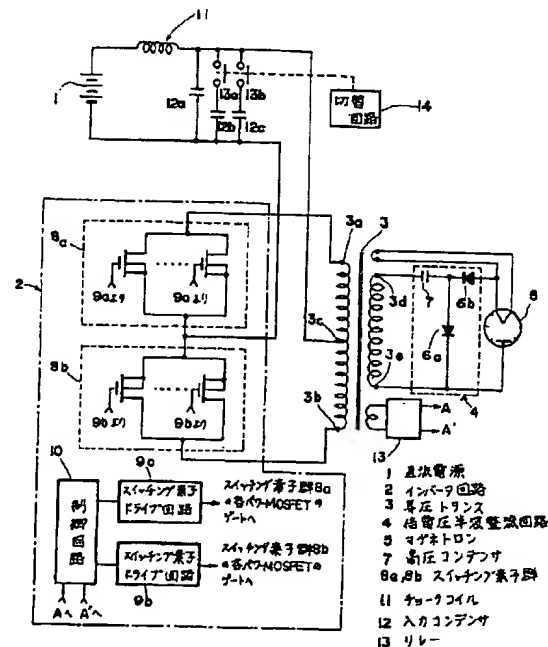 11
1
12a
13a
13b
12b
12c
切替
回路
14
8a
9aより
9aより
2
8b
9bより
9bより
3a
3
3c
3b
3d
3e
7
6b
6a
4
13
A
A'
10
制御回路
9a
スイッチング素子
ドライブ回路
スイッチング素子群8a
の各パワーMOSFETの
ゲートへ
スイッチング素子
ドライブ回路
9b
スイッチング素子群8b
の各パワーMOSFETの
ゲートへ
Aへ A'へ
1 直流電源
2 インバータ回路
3 昇圧トランス
4 倍電圧半波整流回路
5 マグネトロン
7 高圧コンデンサ
8a,8b スイッチング素子群
11 チョークコイル
12 入力コンデンサ
13 リレー